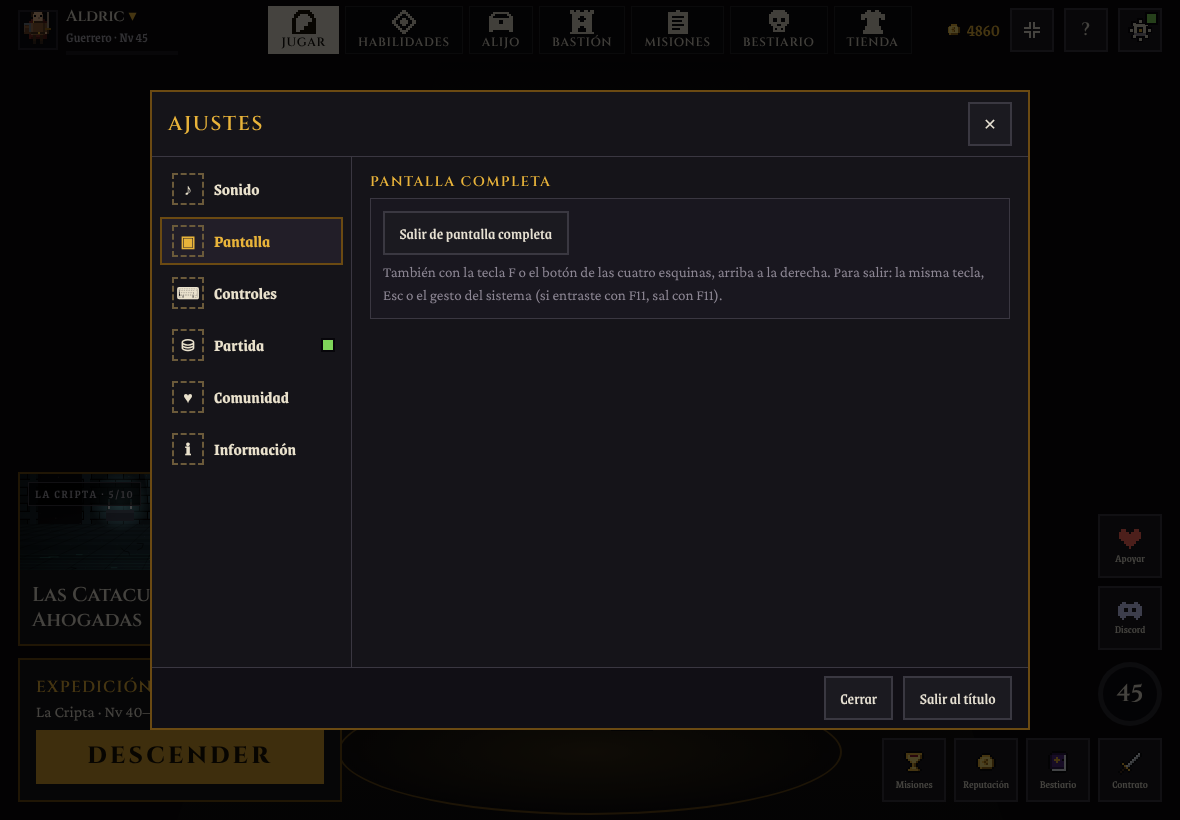 ALDRIC ▾
Guerrero · Nv 45
JUGAR
HABILIDADES
ALIJO
BASTIÓN
MISIONES
BESTIARIO
TIENDA
4860
?
AJUSTES
×
♪ Sonido
Pantalla
Controles
Partida
♥ Comunidad
ℹ Información
PANTALLA COMPLETA
Salir de pantalla completa
También con la tecla F o el botón de las cuatro esquinas, arriba a la derecha. Para salir: la misma tecla,
Esc o el gesto del sistema (si entraste con F11, sal con F11).
LA CRIPTA · 5/10
LAS CATACU
AHOGADAS
EXPEDICIÓN
La Cripta · Nv 40–
DESCENDER
Cerrar
Salir al título
Apoyar
Discord
45
Misiones
Reputación
Bestiario
Contrato